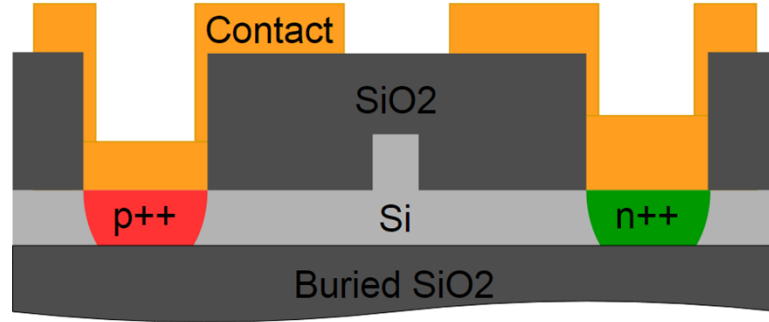 Contact
SiO2
p++
Si
n++
Buried SiO2